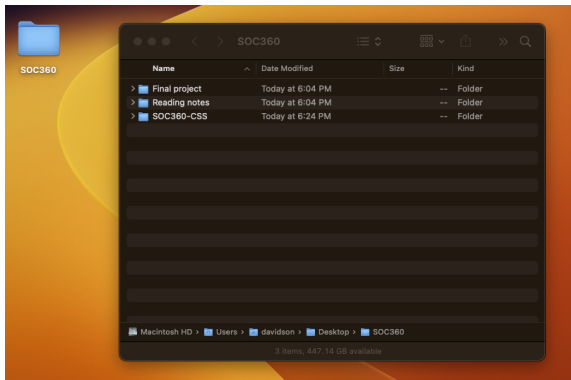 SOC360
SOC360
Name Date Modified Size Kind
Final project Today at 6:04 PM -- Folder
Reading notes Today at 6:04 PM -- Folder
SOC360-CSS Today at 6:24 PM -- Folder
Macintosh HD › Users › davidson › Desktop › SOC360
3 items, 447.14 GB available